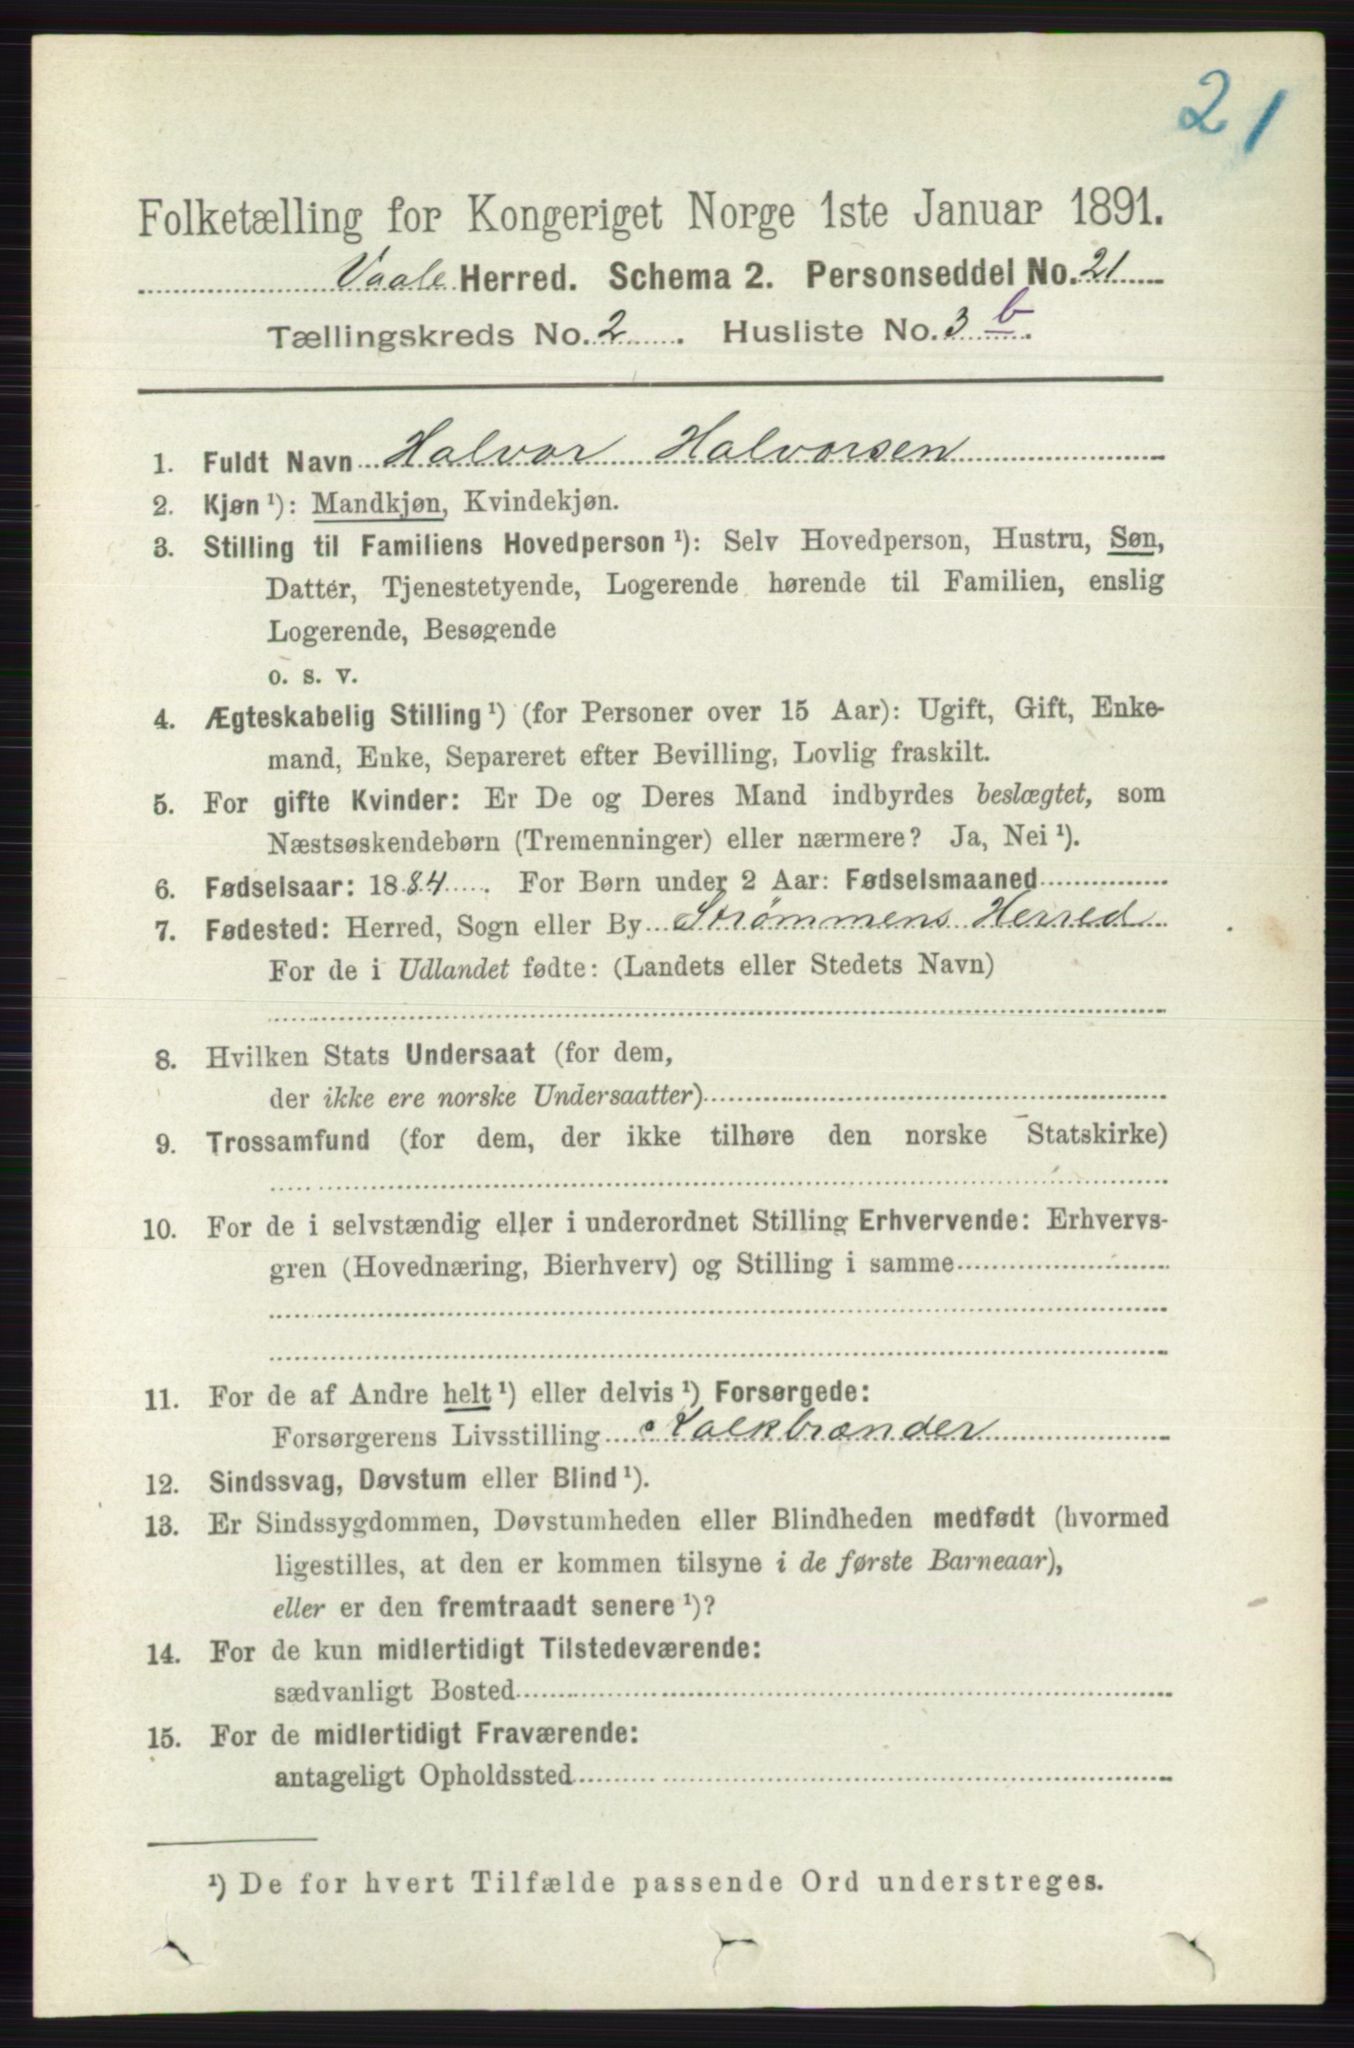 21
Folketælling for Kongeriget Norge 1ste Januar 1891.
Vaale Herred. Schema 2. Personseddel No. 21
Tællingskreds No. 2. Husliste No. 3 b.
1. Fuldt Navn Halvor Halvorsen
2. Kjøn ¹): Mandkjøn, Kvindekjøn.
3. Stilling til Familiens Hovedperson ¹): Selv Hovedperson, Hustru, Søn,
Datter, Tjenestetyende, Logerende hørende til Familien, enslig
Logerende, Besøgende
o. s. v.
4. Ægteskabelig Stilling ¹) (for Personer over 15 Aar): Ugift, Gift, Enke-
mand, Enke, Separeret efter Bevilling, Lovlig fraskilt.
5. For gifte Kvinder: Er De og Deres Mand indbyrdes beslægtet, som
Næstsøskendebørn (Tremenninger) eller nærmere? Ja, Nei ¹).
6. Fødselsaar: 1884. For Børn under 2 Aar: Fødselsmaaned
7. Fødested: Herred, Sogn eller By Strømmens Herred
For de i Udlandet fødte: (Landets eller Stedets Navn)
8. Hvilken Stats Undersaat (for dem,
der ikke ere norske Undersaatter)
9. Trossamfund (for dem, der ikke tilhøre den norske Statskirke)
10. For de i selvstændig eller i underordnet Stilling Erhvervende: Erhvervs-
gren (Hovednæring, Bierhverv) og Stilling i samme
11. For de af Andre helt ¹) eller delvis ¹) Forsørgede:
Forsørgerens Livsstilling Kalkbrænder
12. Sindssvag, Døvstum eller Blind ¹).
13. Er Sindssygdommen, Døvstumheden eller Blindheden medfødt (hvormed
ligestilles, at den er kommen tilsyne i de første Barneaar),
eller er den fremtraadt senere ¹)?
14. For de kun midlertidigt Tilstedeværende:
sædvanligt Bosted
15. For de midlertidigt Fraværende:
antageligt Opholdssted
¹) De for hvert Tilfælde passende Ord understreges.